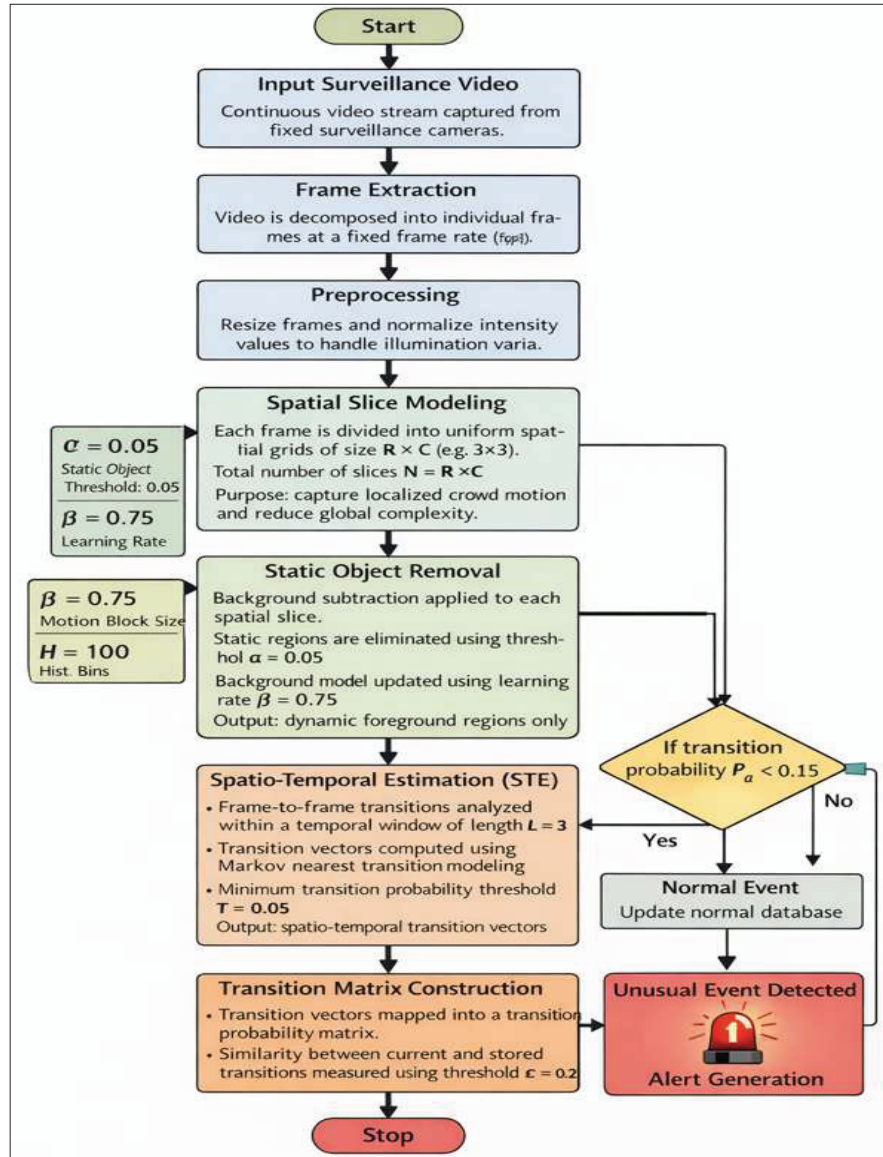 Start
Input Surveillance Video
Continuous video stream captured from
fixed surveillance cameras.
Frame Extraction
Video is decomposed into individual fra-
mes at a fixed frame rate
Preprocessing
Resize frames and normalize intensity
values to handle illumination varia.
Spatial Slice Modeling
Each frame is divided into uniform spat-
tial grids of size R × C (e.g. 3×3).
Total number of slices N = R ×C
Purpose: capture localized crowd motion
and reduce global complexity.
α = 0.05
Static Object
Threshold: 0.05
β = 0.75
Learning Rate
Static Object Removal
Background subtraction applied to each
spatial slice.
Static regions are eliminated using thresh-
hol α = 0.05
Background model updated using learning
rate β = 0.75
Output: dynamic foreground regions only
β = 0.75
Motion Block Size
H = 100
Hist. Bins
If transition
probability Pₐ < 0.15
No
Yes
Spatio-Temporal Estimation (STE)
• Frame-to-frame transitions analyzed
within a temporal window of length L = 3
• Transition vectors computed using
Markov nearest transition modeling
• Minimum transition probability threshold
T = 0.05
Output: spatio-temporal transition vectors
Normal Event
Update normal database
Transition Matrix Construction
• Transition vectors mapped into a transition
probability matrix.
• Similarity between current and stored
transitions measured using threshold ε = 0.2
Unusual Event Detected
1
Alert Generation
Stop